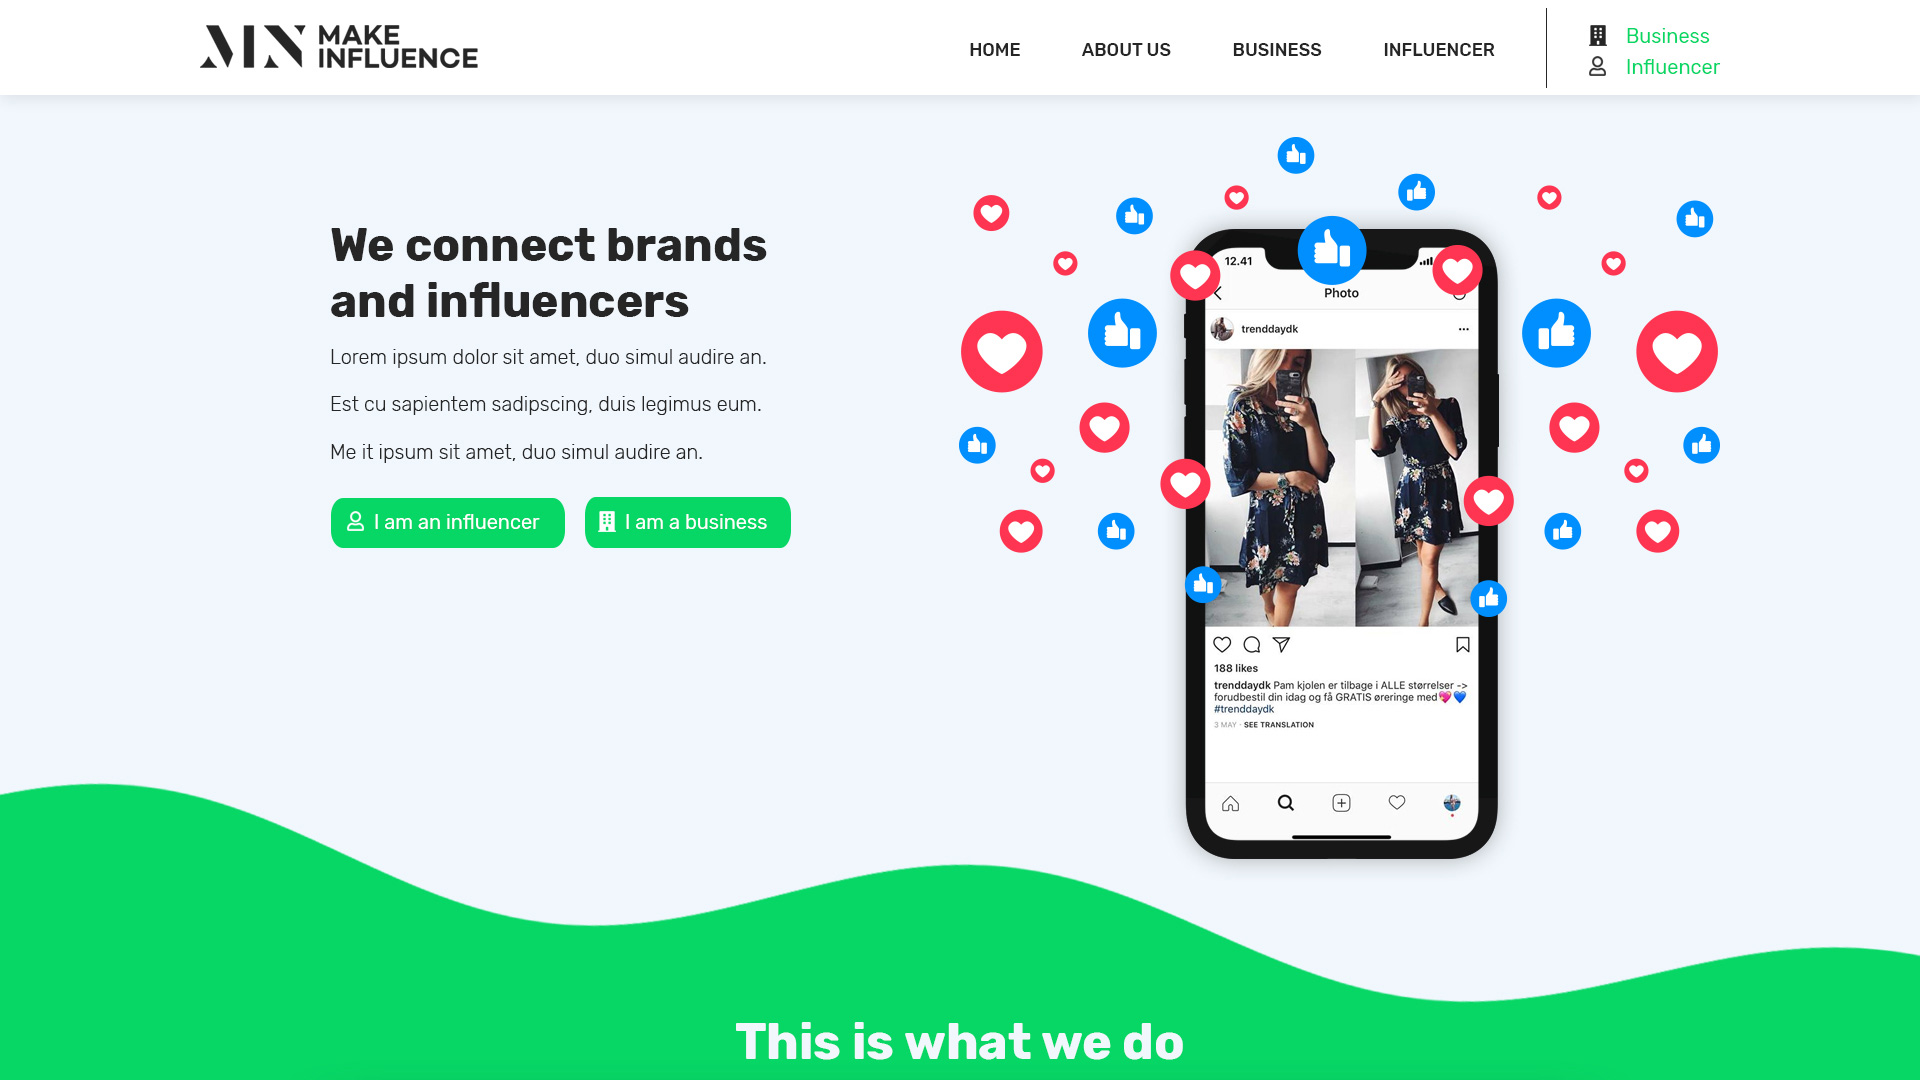 MAKE
INFLUENCE
HOME
ABOUT US
BUSINESS
INFLUENCER
Business
Influencer
We connect brands
and influencers
Lorem ipsum dolor sit amet, duo simul audire an.
Est cu sapientem sadipscing, duis legimus eum.
Me it ipsum sit amet, duo simul audire an.
I am an influencer
I am a business
12.41
Photo
trenddaydk
188 likes
trenddaydk Pam kjolen er tilbage i ALLE størrelser ->
forudbestil din idag og få GRATIS øreringe med💖💙
#trenddaydk
3 MAY · SEE TRANSLATION
This is what we do